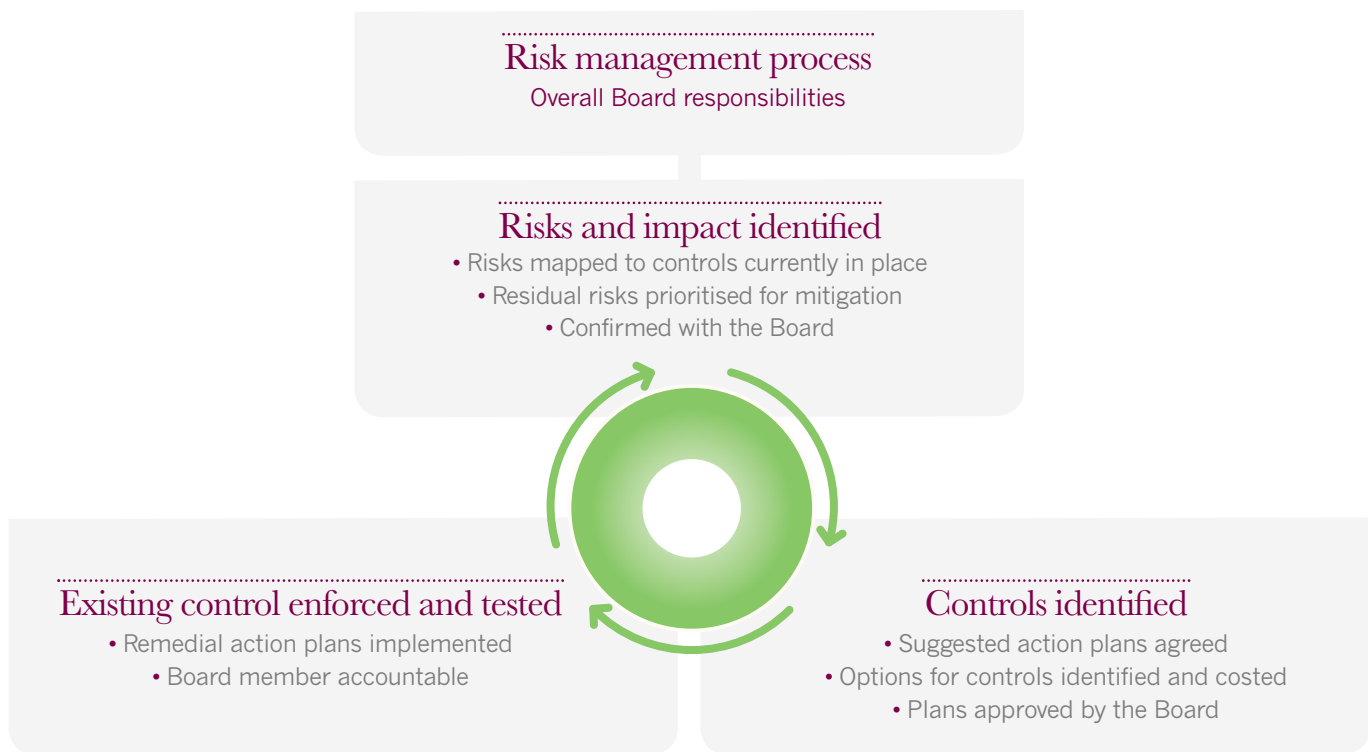 Risk management process
Overall Board responsibilities
Risks and impact identified
• Risks mapped to controls currently in place
• Residual risks prioritised for mitigation
• Confirmed with the Board
Existing control enforced and tested
• Remedial action plans implemented
• Board member accountable
Controls identified
• Suggested action plans agreed
• Options for controls identified and costed
• Plans approved by the Board